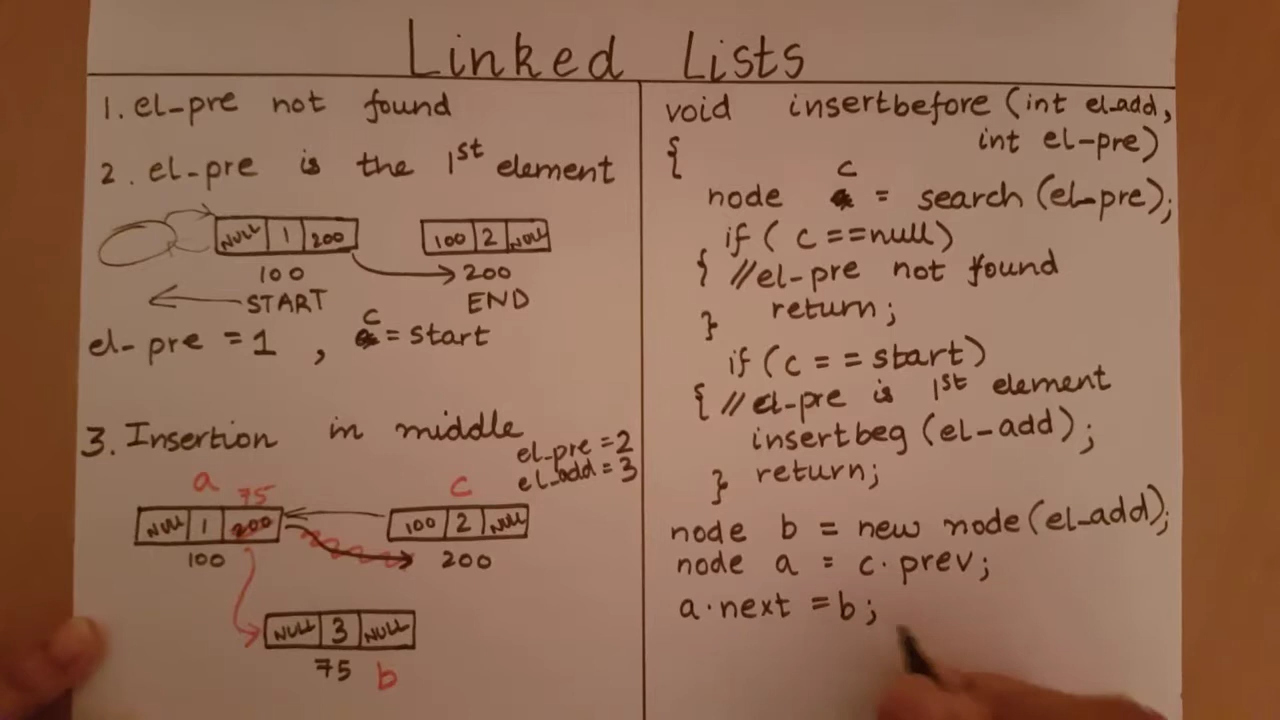 Linked Lists
1. el-pre not found
2. el-pre is the 1st element
NULL 1 200
100 2 NULL
100
200
START
END
el-pre = 1 , c = start
3. Insertion in middle
el-pre = 2
el-add = 3
a
75
c
NULL 1 200
100 2 NULL
100
200
NULL 3 NULL
75
b
void insertbefore (int el-add,
int el-pre)
{
c
node = search (el-pre);
if ( c ==null)
{ //el-pre not found
return;
}
if (c == start)
{ // el-pre is 1st element
insertbeg (el-add);
} return;
node b = new node (el-add);
node a = c.prev;
a.next = b;